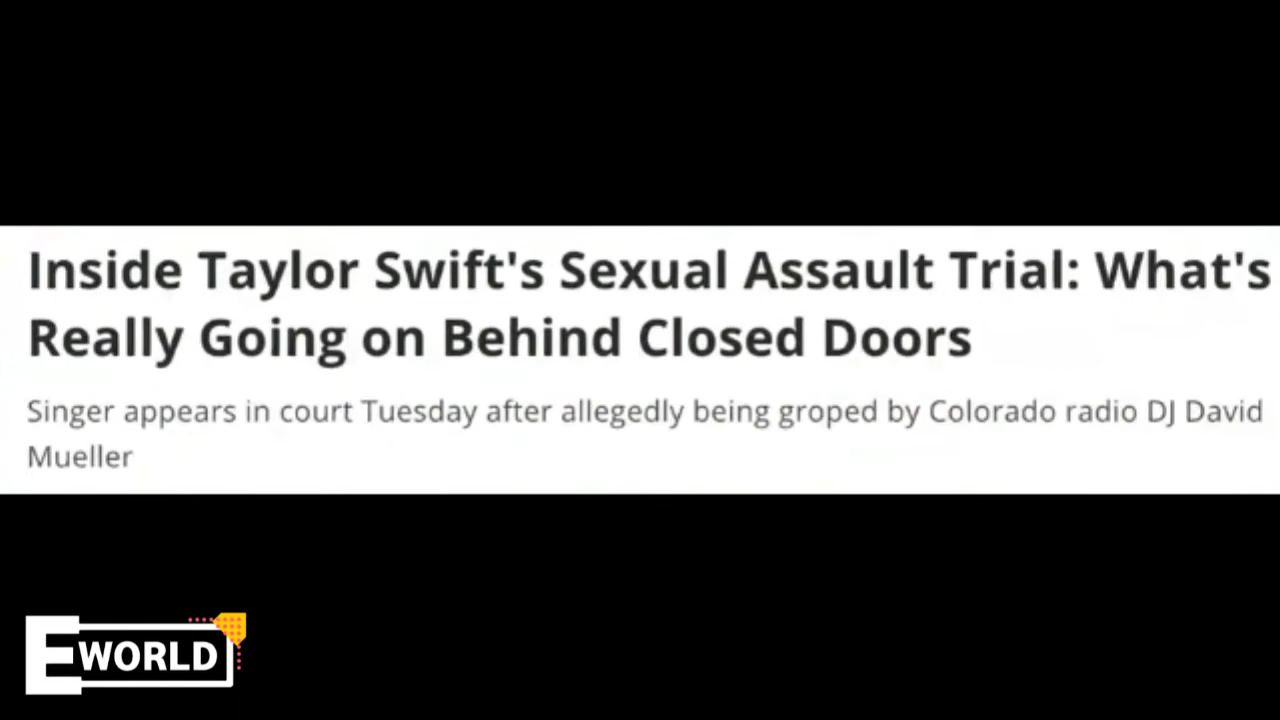 Inside Taylor Swift's Sexual Assault Trial: What's
Really Going on Behind Closed Doors
Singer appears in court Tuesday after allegedly being groped by Colorado radio DJ David
Mueller
EWORLD